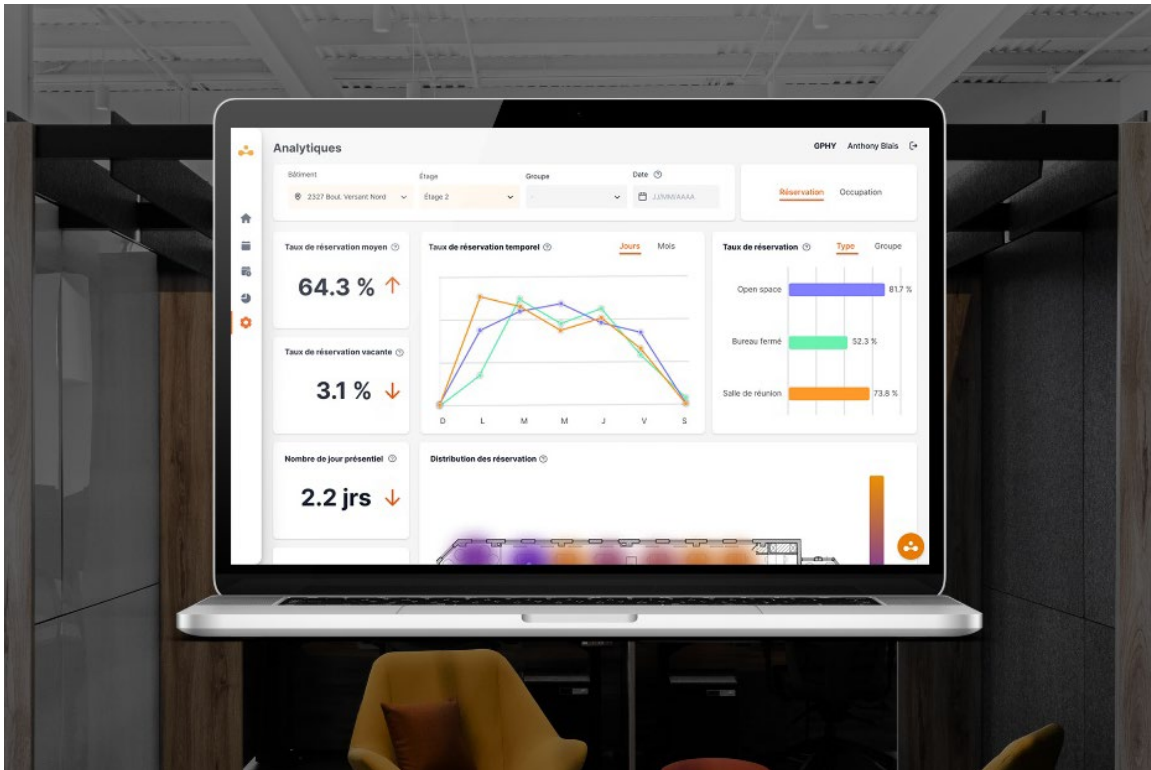 Analytiques
GPHY Anthony Blais
Bâtiment
Étage
Groupe
Date
2327 Boul. Versant Nord
Étage 2
-
JJ/MM/AAAA
Réservation Occupation
Taux de réservation moyen
64.3 %
Taux de réservation vacante
3.1 %
Nombre de jour présentiel
2.2 jrs
Taux de réservation temporel
Jours Mois
D L M M J V S
Taux de réservation
Type Groupe
Open space 81.7 %
Bureau fermé 52.3 %
Salle de réunion 73.8 %
Distribution des réservation